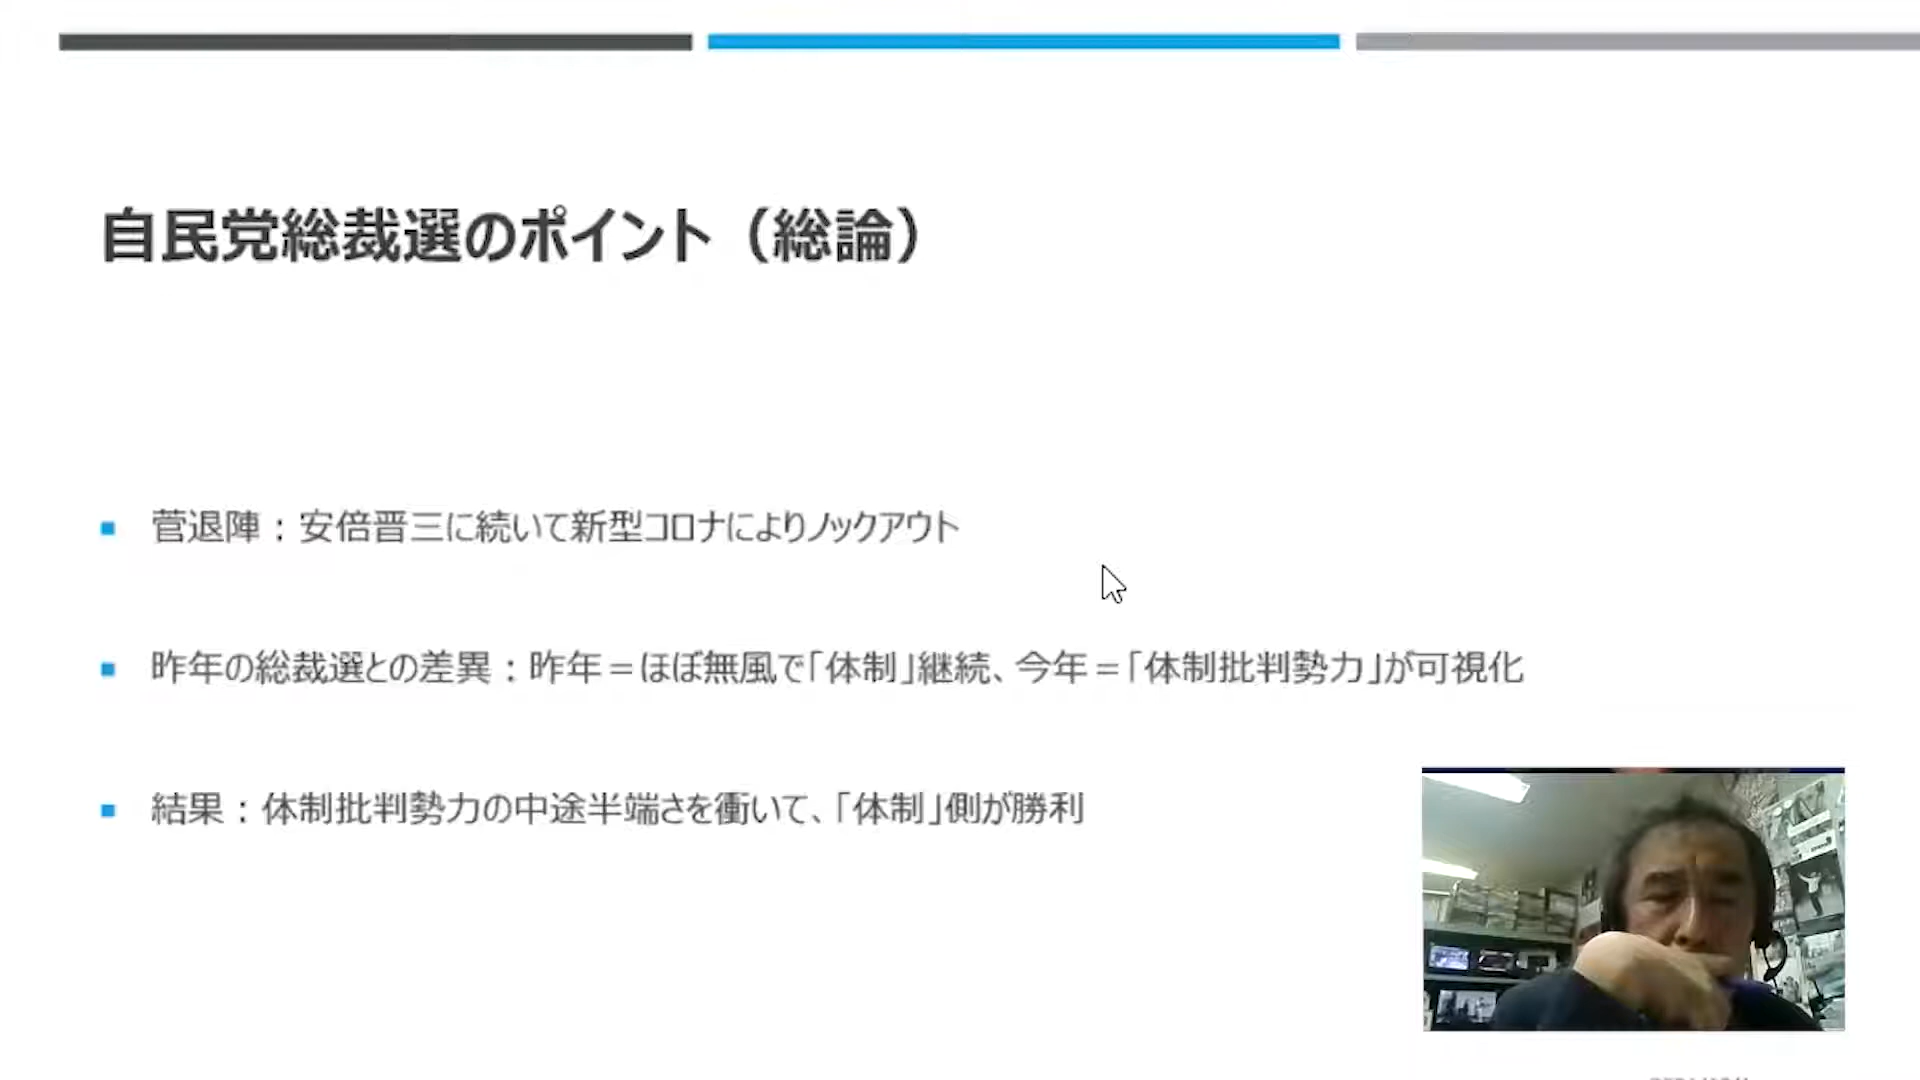 自民党総裁選のポイント（総論）
菅退陣：安倍晋三に続いて新型コロナによりノックアウト
昨年の総裁選との差異：昨年＝ほぼ無風で「体制」継続、今年＝「体制批判勢力」が可視化
結果：体制批判勢力の中途半端さを衝いて、「体制」側が勝利